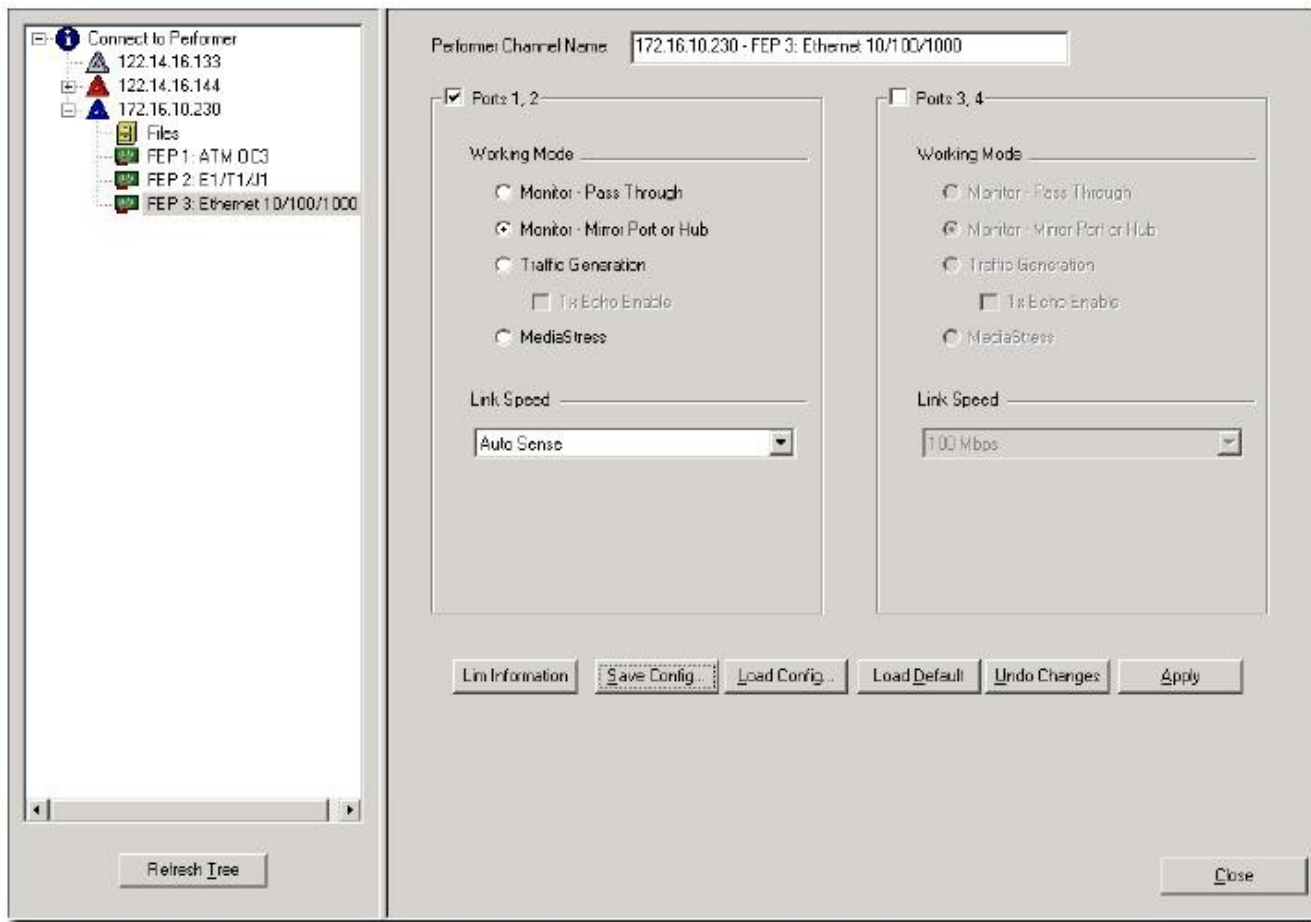 Connect to Performer
122.14.16.133
122.14.16.144
172.16.10.230
Files
FEP 1: ATM OC3
FEP 2: E1/T1/J1
FEP 3: Ethernet 10/100/1000
Refresh Tree
Performer Channel Name: 172.16.10.230 - FEP 3: Ethernet 10/100/1000
Ports 1, 2
Working Mode
Monitor - Pass Through
Monitor - Mirror Port or Hub
Traffic Generation
Tx Echo Enable
MediaStress
Link Speed
Auto Sense
Ports 3, 4
Working Mode
Monitor - Pass Through
Monitor - Mirror Port or Hub
Traffic Generation
Tx Echo Enable
MediaStress
Link Speed
100 Mbps
Lim Information
Save Config...
Load Config...
Load Default
Undo Changes
Apply
Close